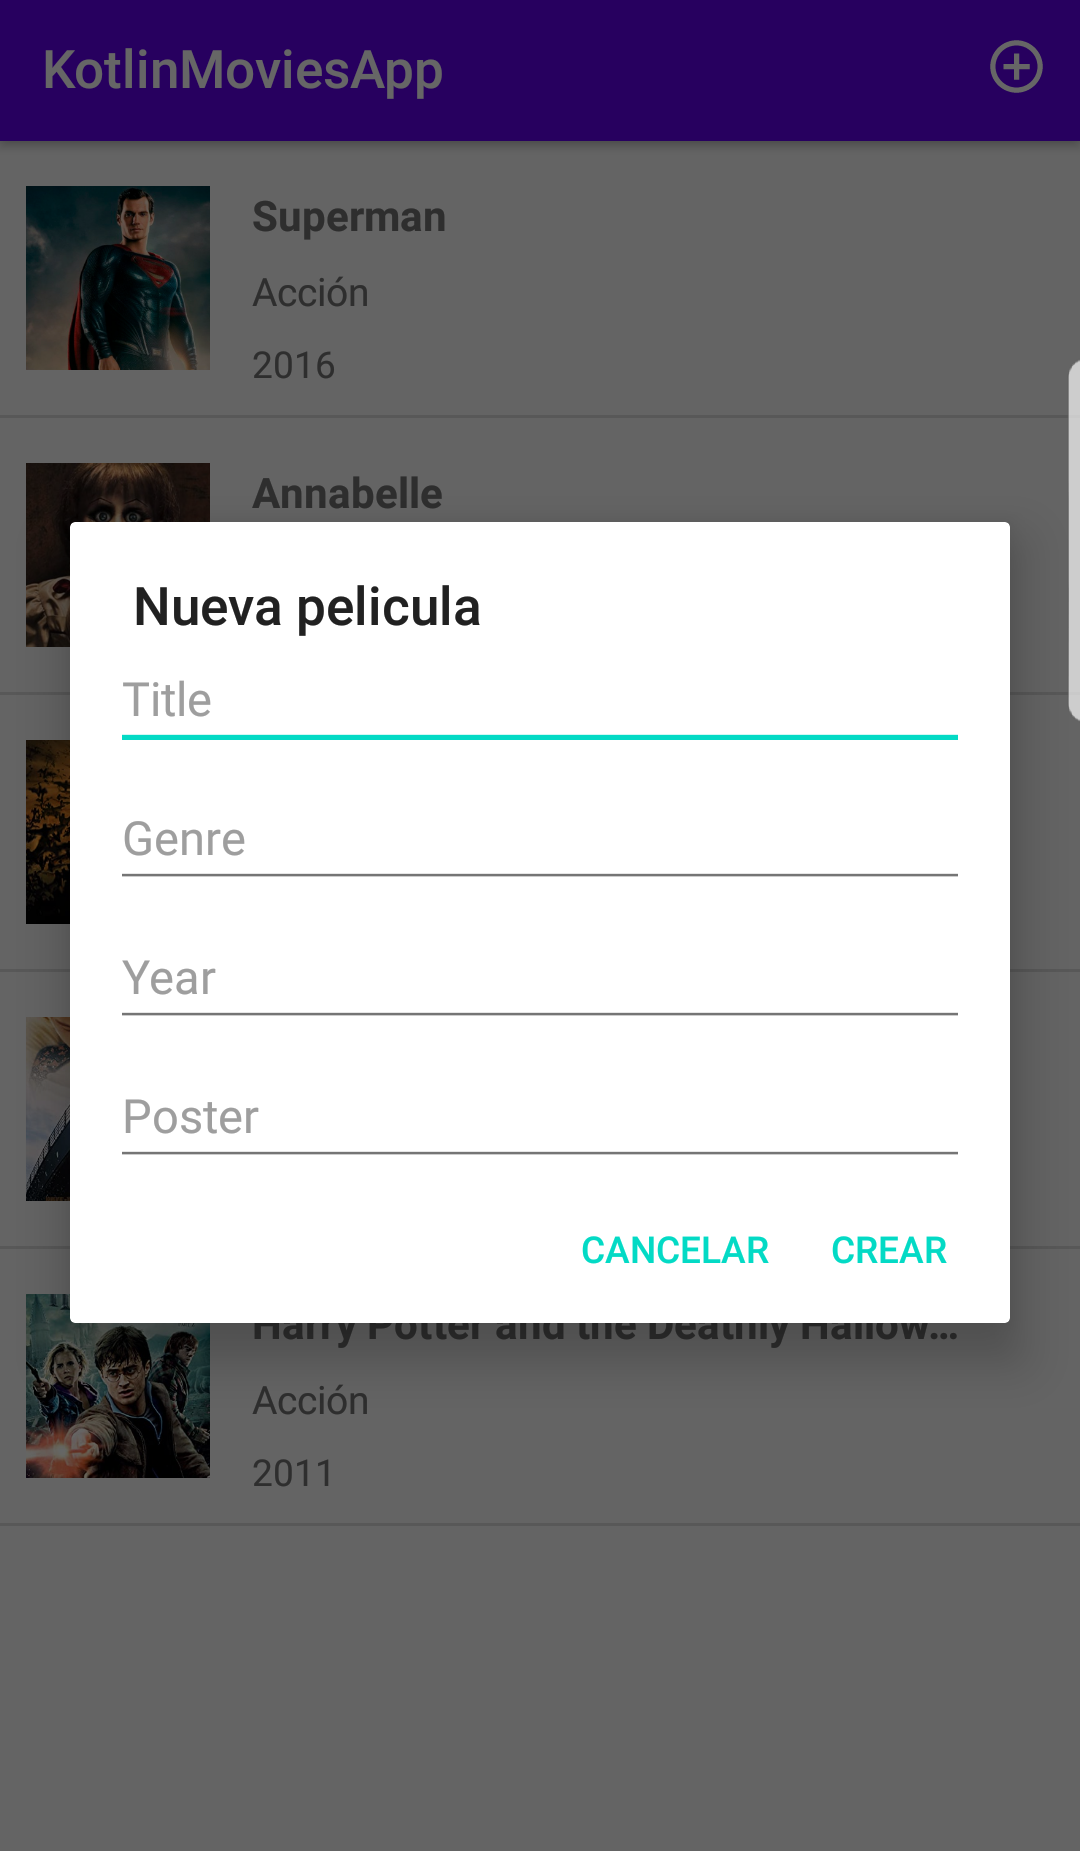 KotlinMoviesApp
Superman
Acción
2016
Annabelle
Nueva pelicula
Title
Genre
Year
Poster
CANCELAR CREAR
Harry Potter and the Deathly Hallow...
Acción
2011